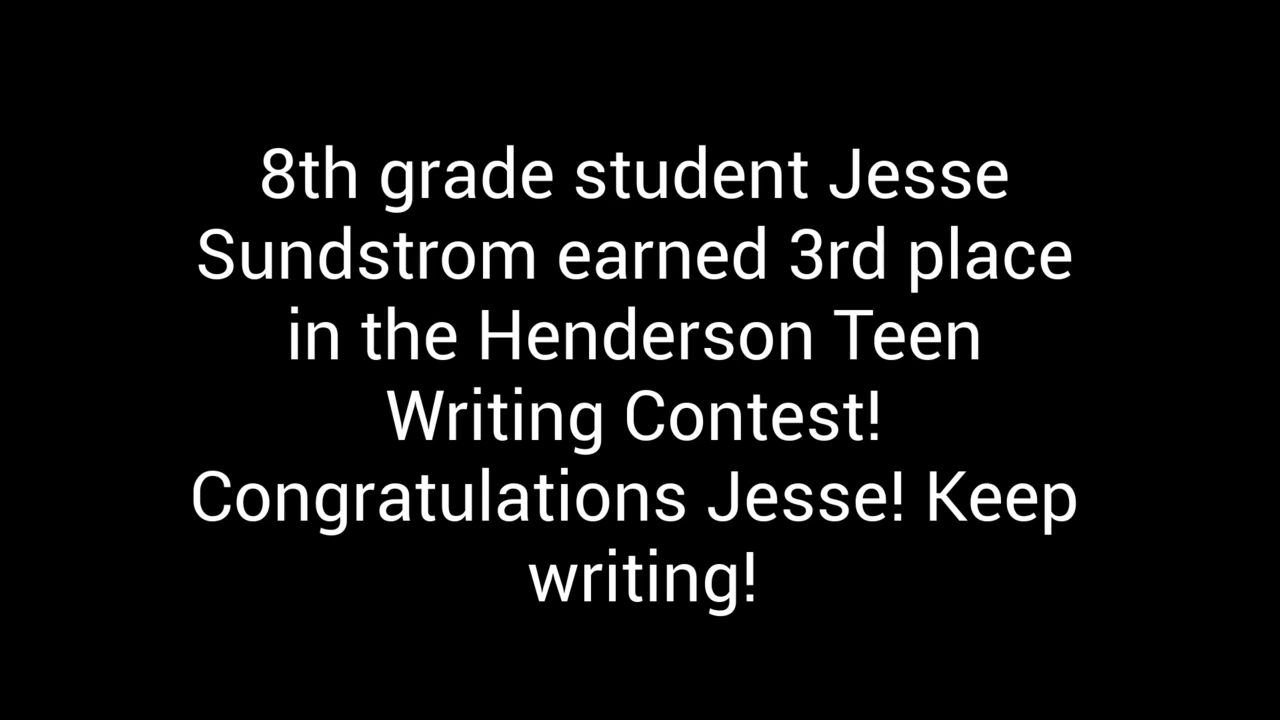 8th grade student Jesse
Sundstrom earned 3rd place
in the Henderson Teen
Writing Contest!
Congratulations Jesse! Keep
writing!